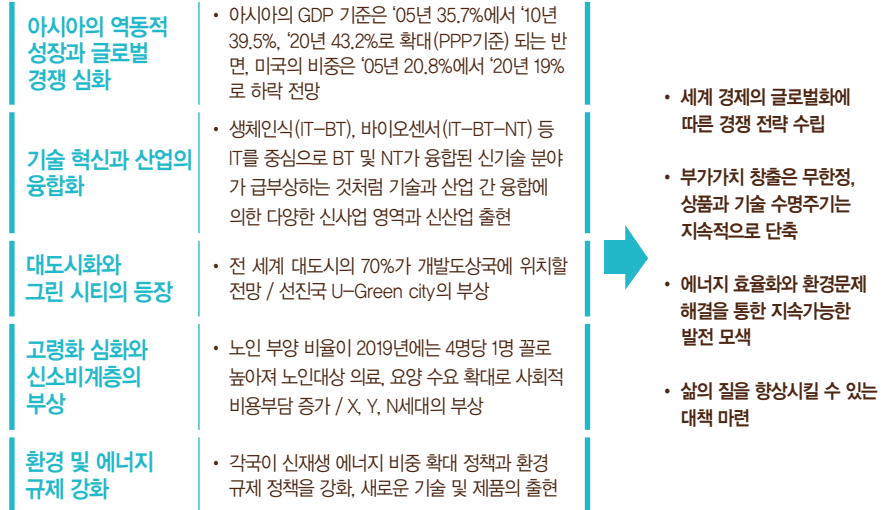 아시아의 역동적
성장과 글로벌
경쟁 심화
• 아시아의 GDP 기준은 ‘05년 35.7%에서 ‘10년
39.5%, ‘20년 43.2%로 확대(PPP기준) 되는 반
면, 미국의 비중은 ‘05년 20.8%에서 ‘20년 19%
로 하락 전망
기술 혁신과 산업의
융합화
• 생체인식(IT-BT), 바이오센서(IT-BT-NT) 등
IT를 중심으로 BT 및 NT가 융합된 신기술 분야
가 급부상하는 것처럼 기술과 산업 간 융합에
의한 다양한 신사업 영역과 신산업 출현
대도시화와
그린 시티의 등장
• 전 세계 대도시의 70%가 개발도상국에 위치할
전망 / 선진국 U-Green city의 부상
고령화 심화와
신소비계층의
부상
• 노인 부양 비율이 2019년에는 4명당 1명 꼴로
높아져 노인대상 의료, 요양 수요 확대로 사회적
비용부담 증가 / X, Y, N세대의 부상
환경 및 에너지
규제 강화
• 각국이 신재생 에너지 비중 확대 정책과 환경
규제 정책을 강화, 새로운 기술 및 제품의 출현
• 세계 경제의 글로벌화에
따른 경쟁 전략 수립
• 부가가치 창출은 무한정,
상품과 기술 수명주기는
지속적으로 단축
• 에너지 효율화와 환경문제
해결을 통한 지속가능한
발전 모색
• 삶의 질을 향상시킬 수 있는
대책 마련